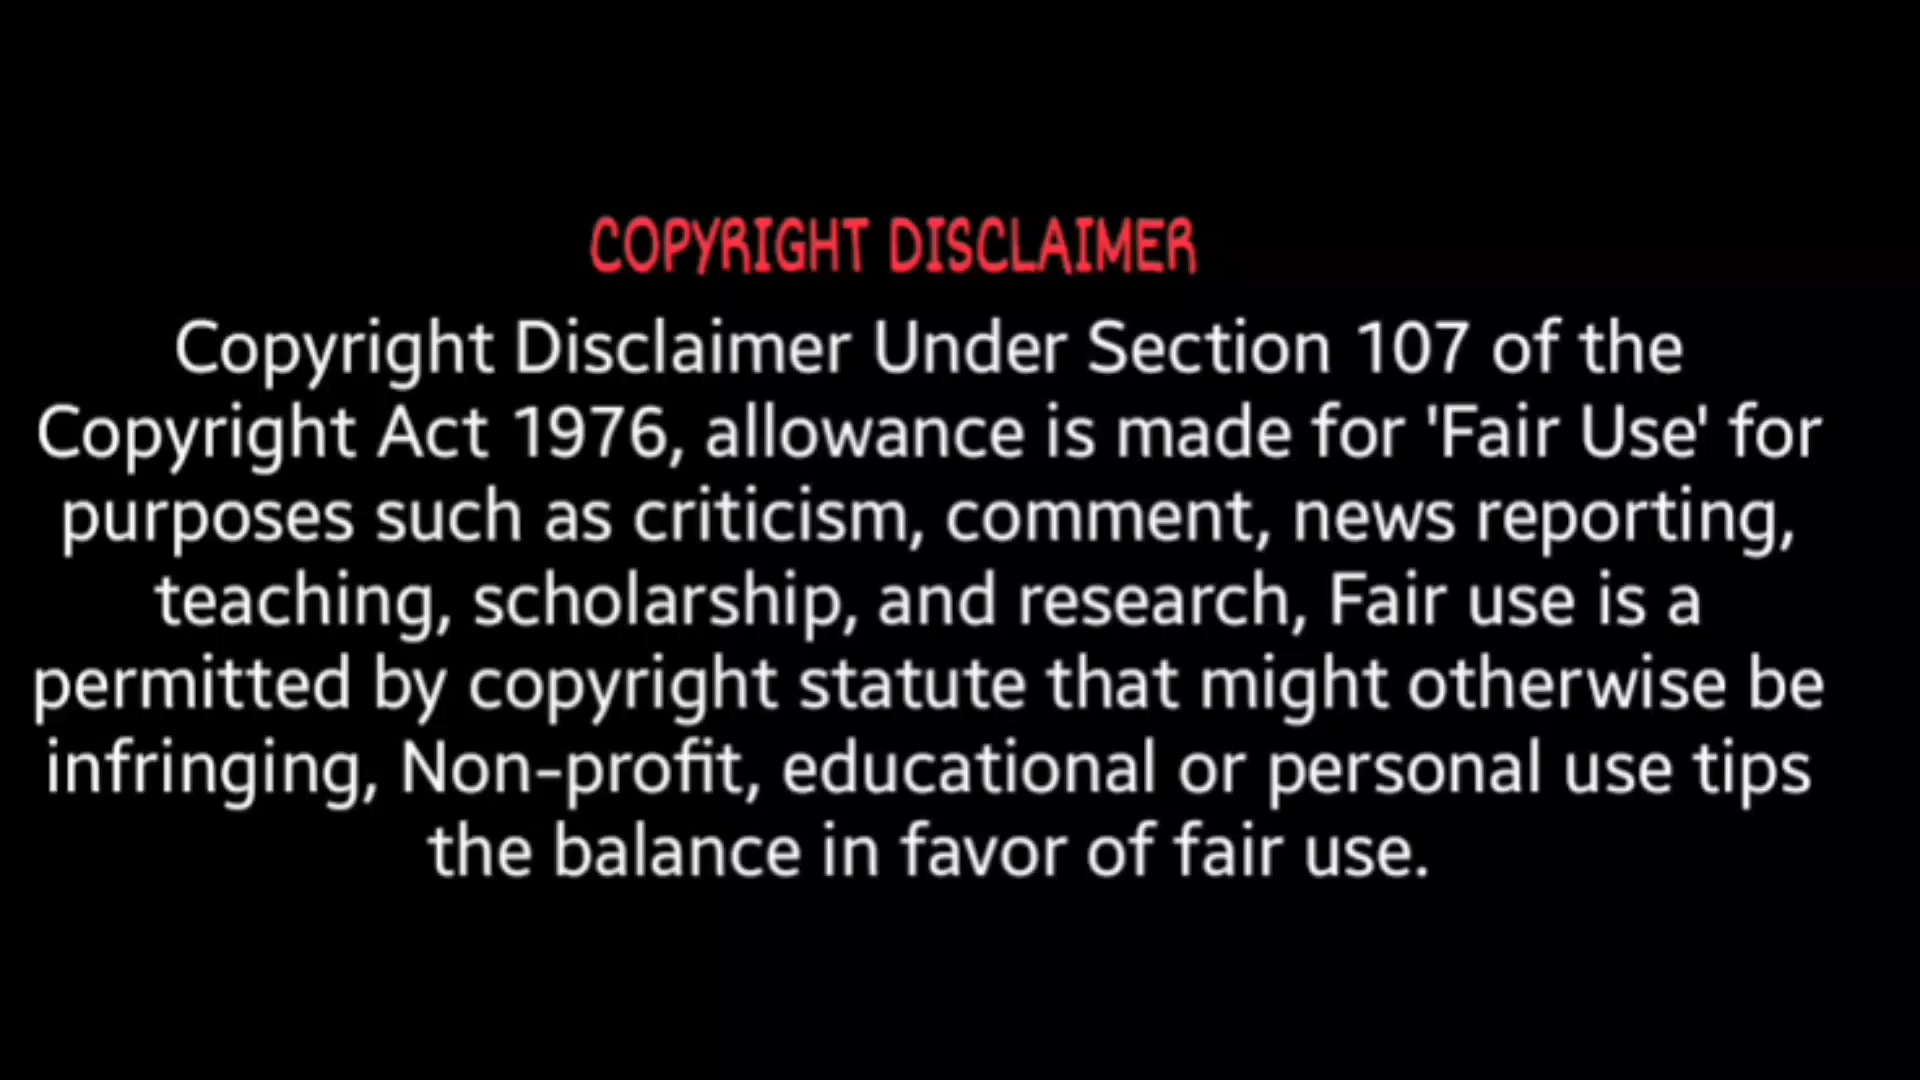 COPYRIGHT DISCLAIMER
Copyright Disclaimer Under Section 107 of the
Copyright Act 1976, allowance is made for 'Fair Use' for
purposes such as criticism, comment, news reporting,
teaching, scholarship, and research, Fair use is a
permitted by copyright statute that might otherwise be
infringing, Non-profit, educational or personal use tips
the balance in favor of fair use.